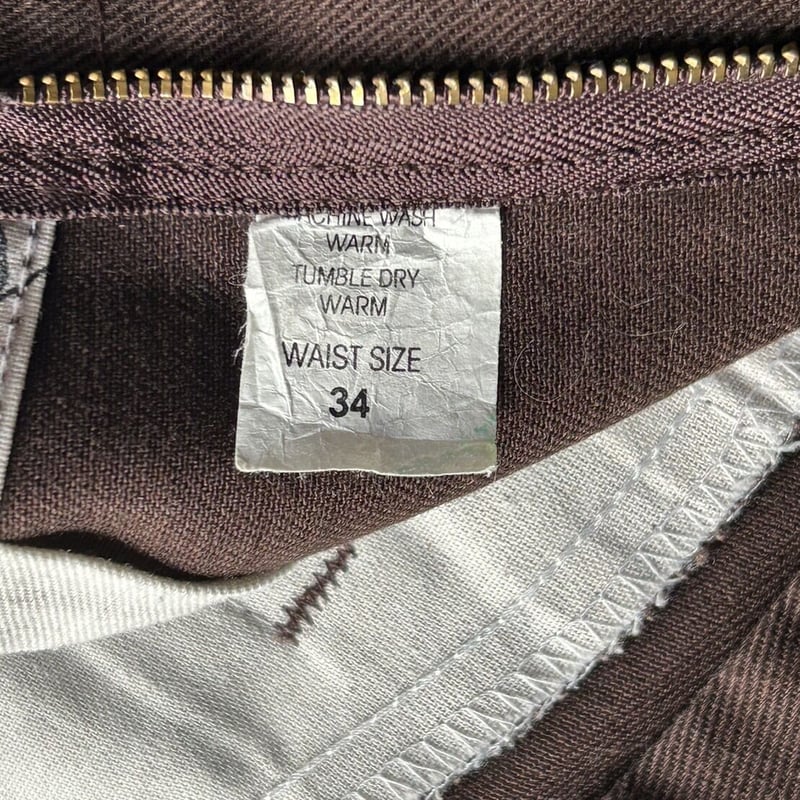 MACHINE WASH
WARM
TUMBLE DRY
WARM
WAIST SIZE
34